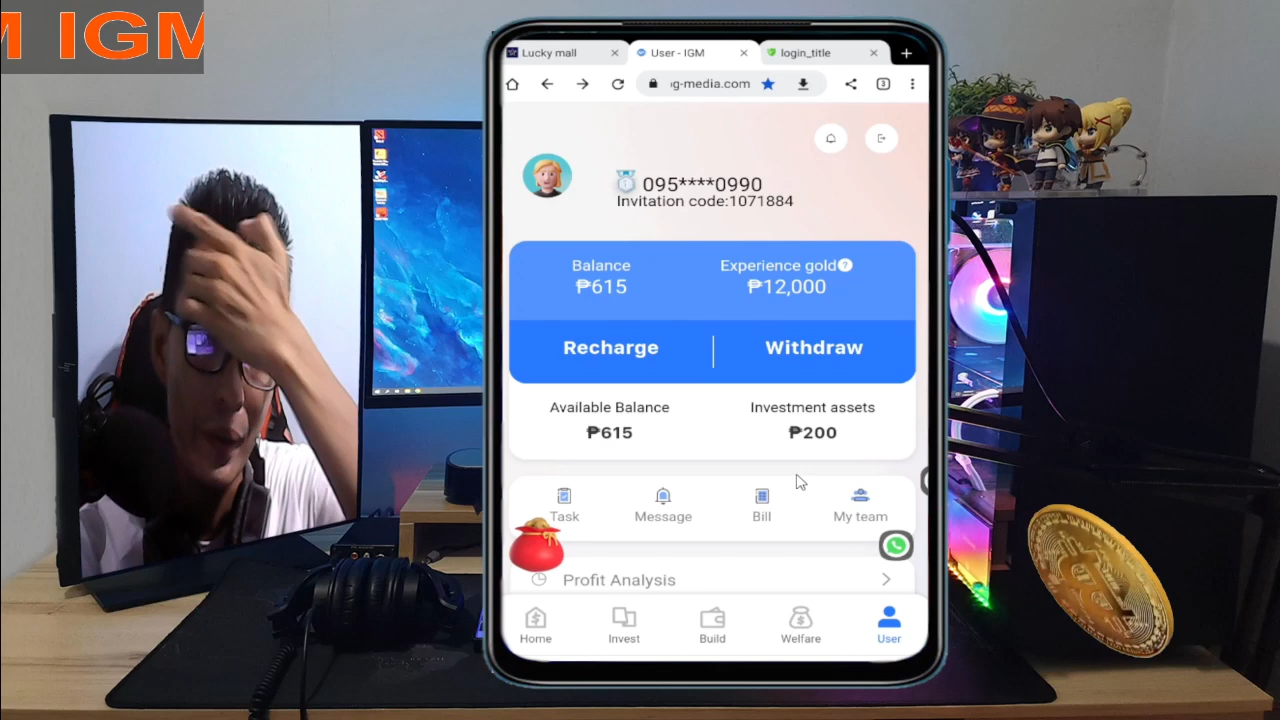 M IGM
Lucky mall
User - IGM
login_title
g-media.com
3
095****0990
Invitation code:1071884
Balance
₱615
Experience gold?
₱12,000
Recharge
Withdraw
Available Balance
₱615
Investment assets
₱200
Task
Message
Bill
My team
Profit Analysis
Home
Invest
Build
Welfare
User